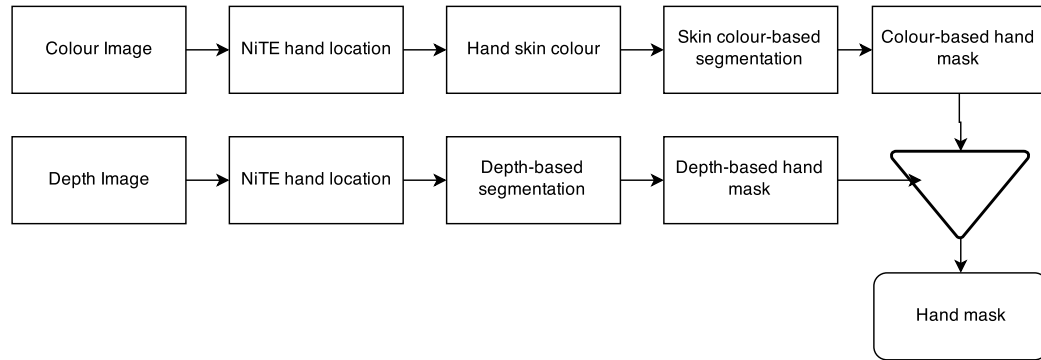 Colour Image
NiTE hand location
Hand skin colour
Skin colour-based
segmentation
Colour-based hand
mask
Depth Image
NiTE hand location
Depth-based
segmentation
Depth-based hand
mask
Hand mask